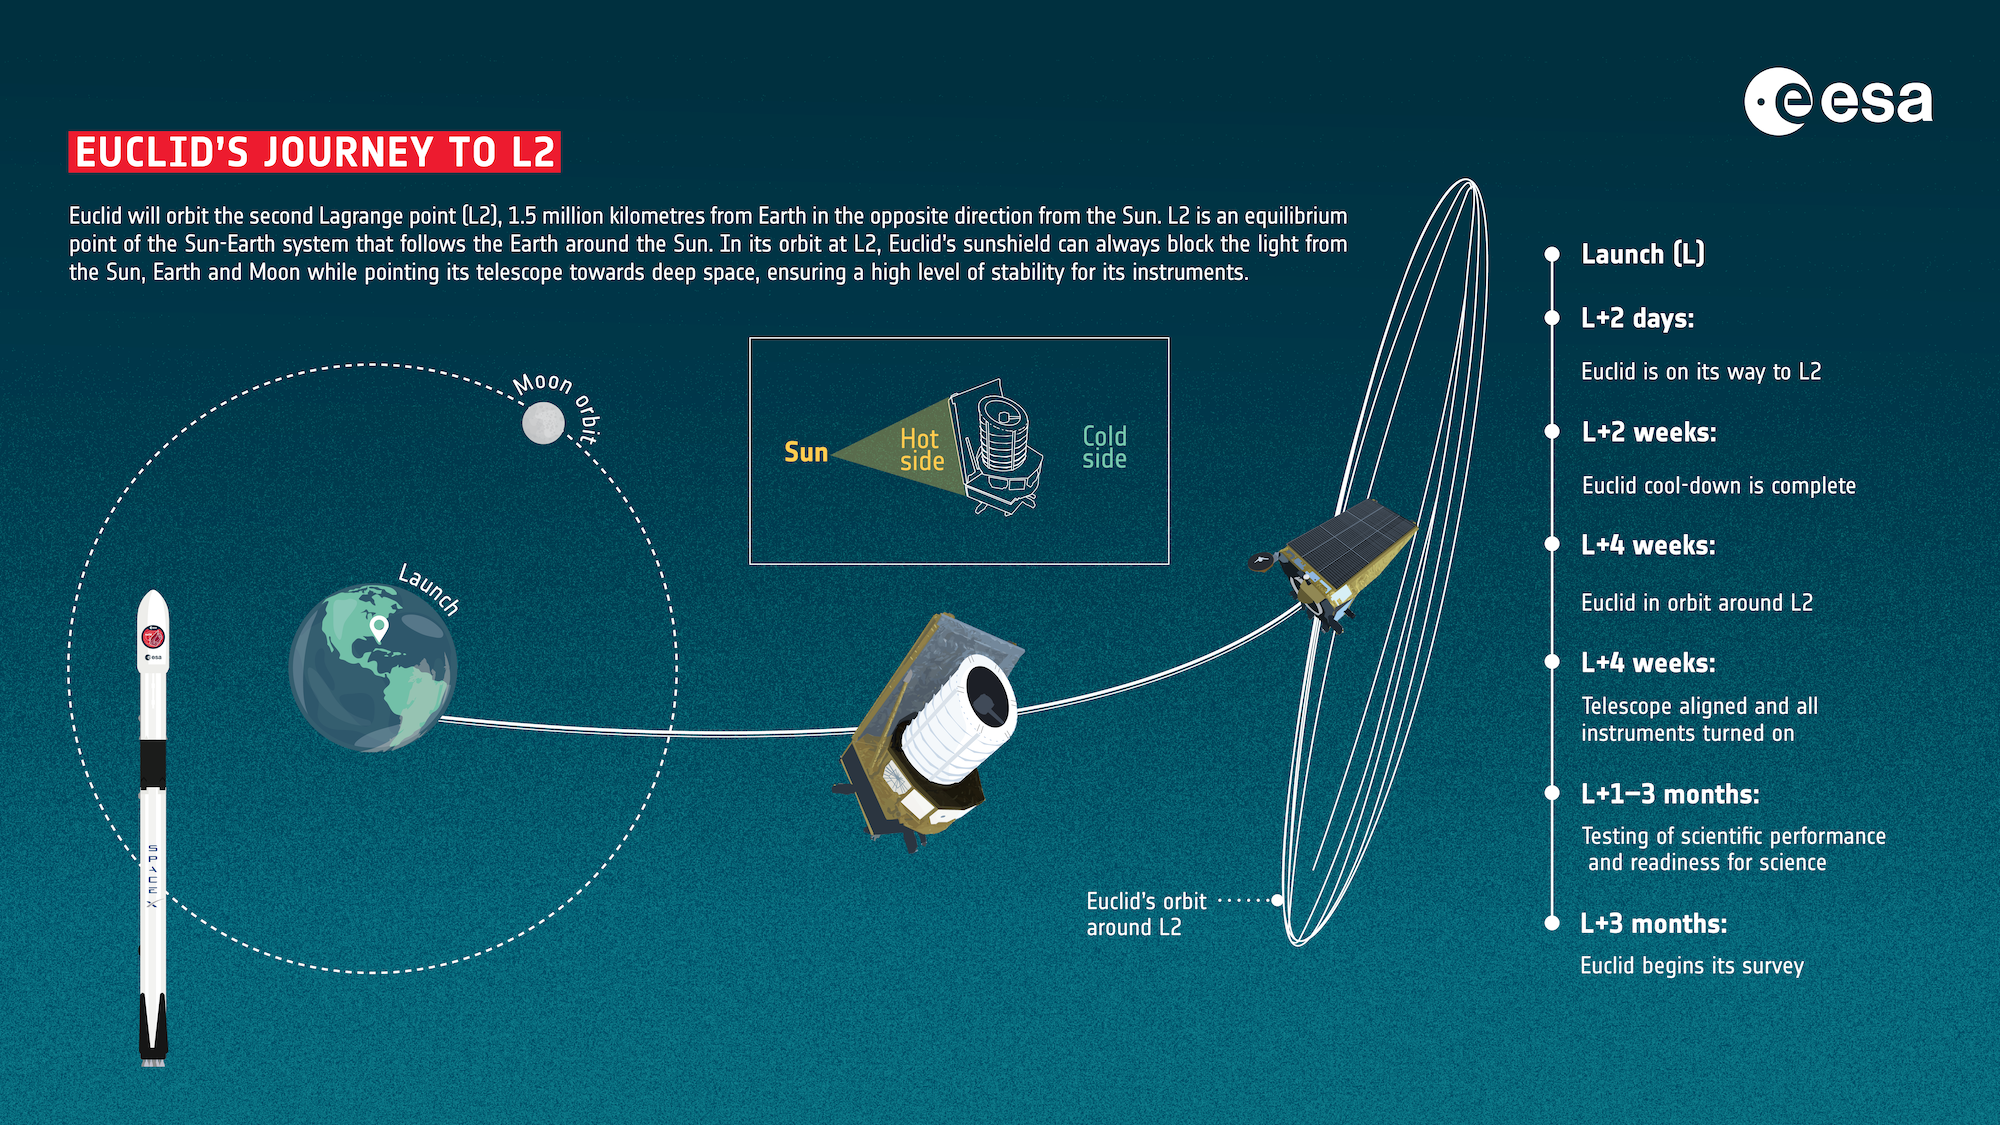 esa
EUCLID'S JOURNEY TO L2
Euclid will orbit the second Lagrange point (L2), 1.5 million kilometres from Earth in the opposite direction from the Sun. L2 is an equilibrium
point of the Sun-Earth system that follows the Earth around the Sun. In its orbit at L2, Euclid's sunshield can always block the light from
the Sun, Earth and Moon while pointing its telescope towards deep space, ensuring a high level of stability for its instruments.
Moon orbit
Launch
esa
SPACEX
Sun
Hot
side
Cold
side
Euclid's orbit
around L2
Launch (L)
L+2 days:
Euclid is on its way to L2
L+2 weeks:
Euclid cool-down is complete
L+4 weeks:
Euclid in orbit around L2
L+4 weeks:
Telescope aligned and all
instruments turned on
L+1–3 months:
Testing of scientific performance
and readiness for science
L+3 months:
Euclid begins its survey